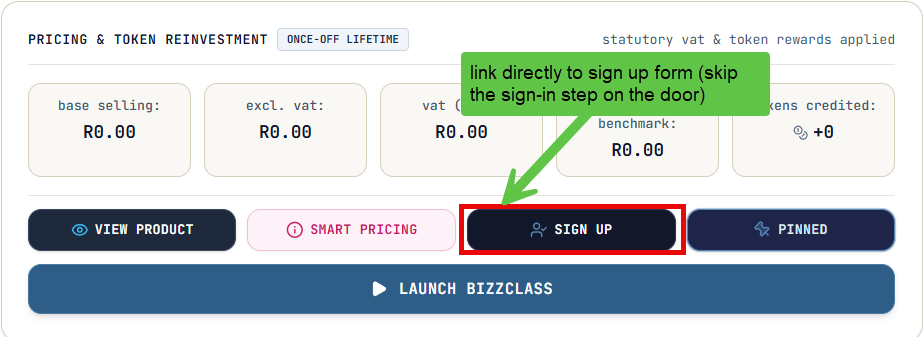 PRICING & TOKEN REINVESTMENT
ONCE-OFF LIFETIME
statutory vat & token rewards applied
link directly to sign up form (skip
the sign-in step on the door)
base selling:
R0.00
excl. vat:
R0.00
vat (
R0.00
benchmark:
R0.00
credited:
+0
VIEW PRODUCT
SMART PRICING
SIGN UP
PINNED
LAUNCH BIZZCLASS